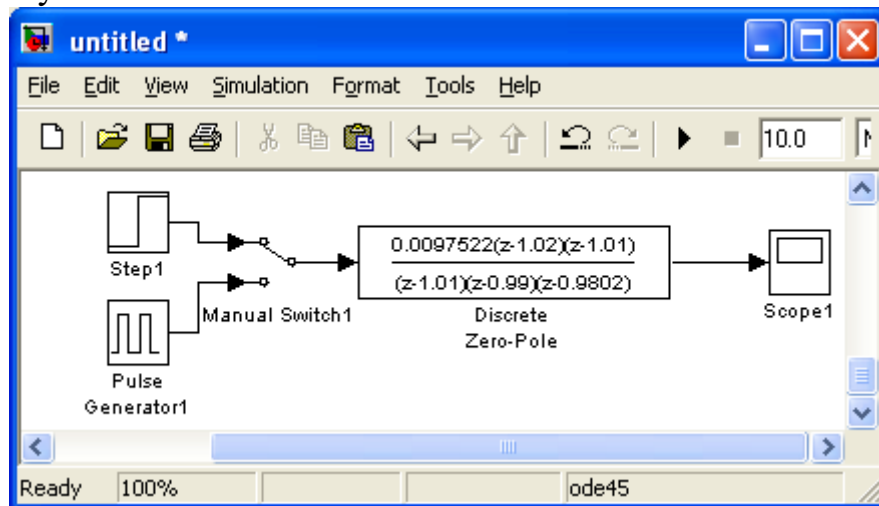 untitled *
File Edit View Simulation Format Tools Help
10.0
Step1
0.0097522(z-1.02)(z-1.01)
(z-1.01)(z-0.99)(z-0.9802)
Manual Switch1
Discrete
Zero-Pole
Scope1
Pulse
Generator1
Ready 100% ode45